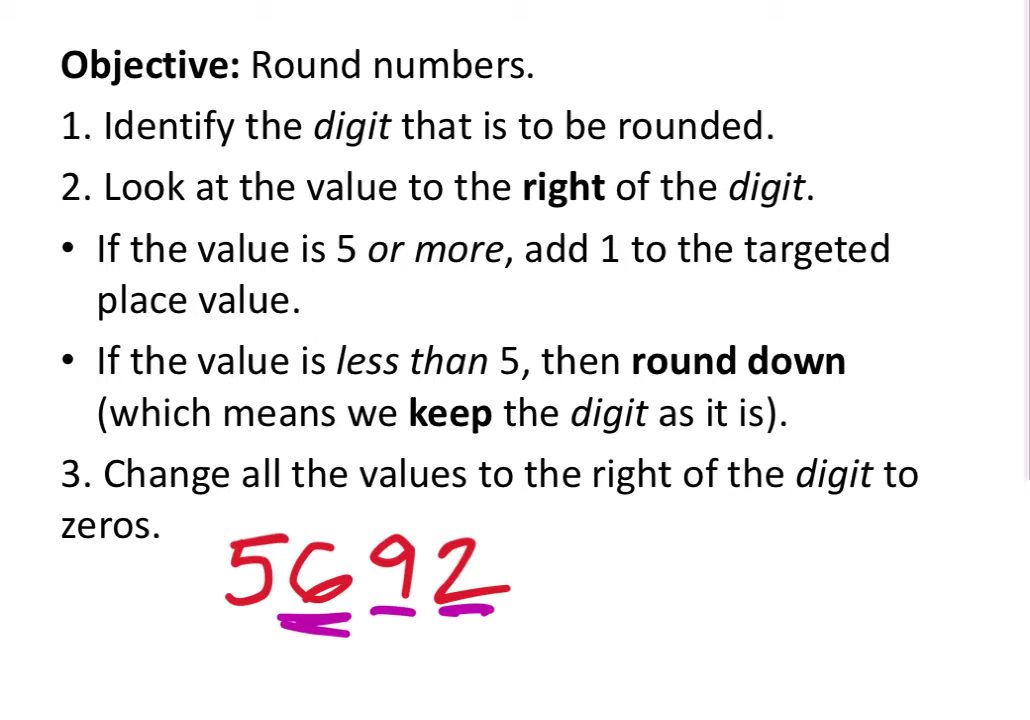 Objective: Round numbers.
1. Identify the digit that is to be rounded.
2. Look at the value to the right of the digit.
• If the value is 5 or more, add 1 to the targeted
place value.
• If the value is less than 5, then round down
(which means we keep the digit as it is).
3. Change all the values to the right of the digit to
zeros.
5692